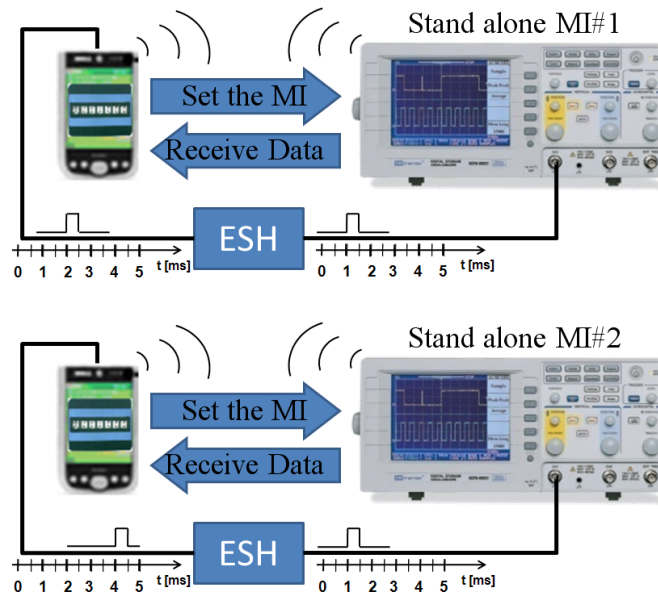 Stand alone MI#1
Set the MI
Receive Data
ESH
t [ms]
0 1 2 3 4 5
t [ms]
0 1 2 3 4 5
Stand alone MI#2
Set the MI
Receive Data
ESH
t [ms]
0 1 2 3 4 5
t [ms]
0 1 2 3 4 5